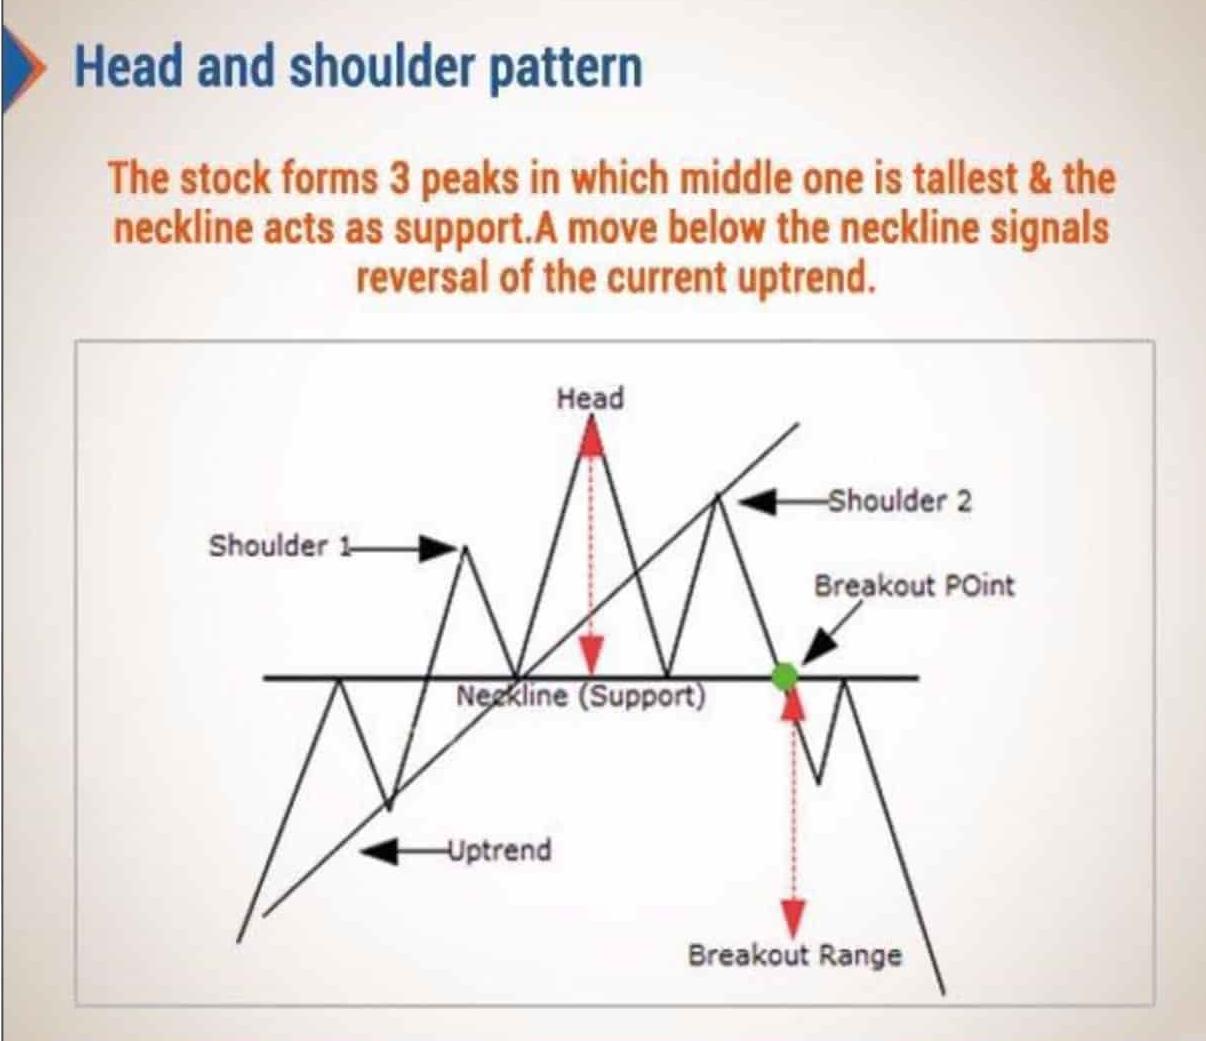 Head and shoulder pattern
The stock forms 3 peaks in which middle one is tallest & the
neckline acts as support.A move below the neckline signals
reversal of the current uptrend.
Head
Shoulder 2
Shoulder 1
Breakout POint
Neckline (Support)
Uptrend
Breakout Range